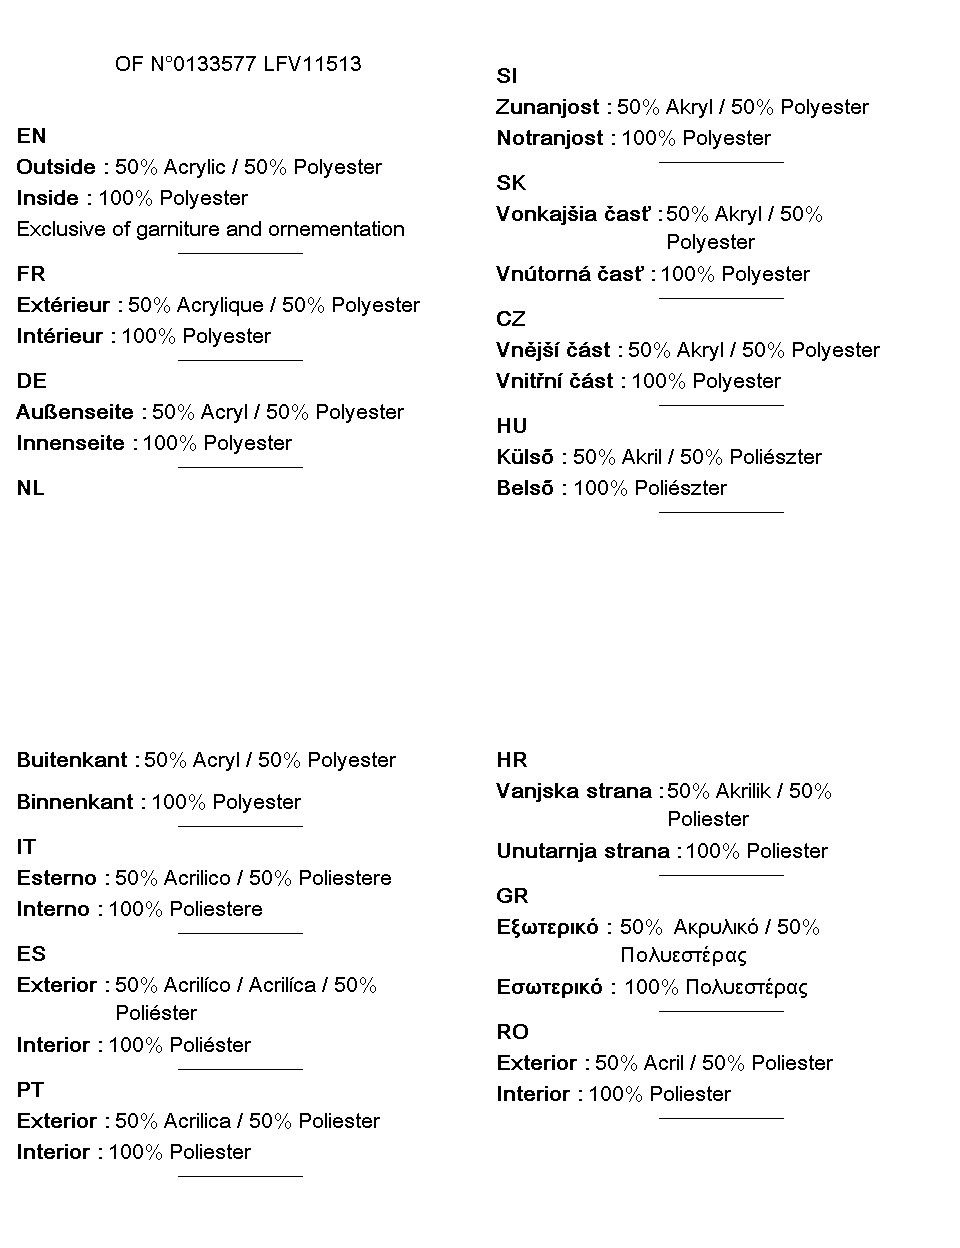 OF N°0133577 LFV11513
EN
Outside : 50% Acrylic / 50% Polyester
Inside : 100% Polyester
Exclusive of garniture and ornementation
FR
Extérieur : 50% Acrylique / 50% Polyester
Intérieur : 100% Polyester
DE
Außenseite : 50% Acryl / 50% Polyester
Innenseite : 100% Polyester
NL
Buitenkant : 50% Acryl / 50% Polyester
Binnenkant : 100% Polyester
IT
Esterno : 50% Acrilico / 50% Poliestere
Interno : 100% Poliestere
ES
Exterior : 50% Acrilíco / Acrilíca / 50%
Poliéster
Interior : 100% Poliéster
PT
Exterior : 50% Acrilica / 50% Poliester
Interior : 100% Poliester
SI
Zunanjost : 50% Akryl / 50% Polyester
Notranjost : 100% Polyester
SK
Vonkajšia časť : 50% Akryl / 50%
Polyester
Vnútorná časť : 100% Polyester
CZ
Vnější část : 50% Akryl / 50% Polyester
Vnitřní část : 100% Polyester
HU
Külsõ : 50% Akril / 50% Poliészter
Belsõ : 100% Poliészter
HR
Vanjska strana : 50% Akrilik / 50%
Poliester
Unutarnja strana : 100% Poliester
GR
Εξωτερικό : 50% Ακρυλικό / 50%
Πολυεστέρας
Εσωτερικό : 100% Πολυεστέρας
RO
Exterior : 50% Acril / 50% Poliester
Interior : 100% Poliester